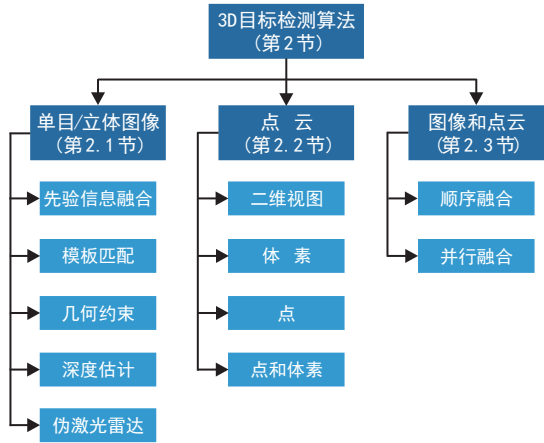 3D目标检测算法
(第2节)
单目/立体图像
(第2.1节)
先验信息融合
模板匹配
几何约束
深度估计
伪激光雷达
点 云
(第2.2节)
二维视图
体 素
点
点和体素
图像和点云
(第2.3节)
顺序融合
并行融合